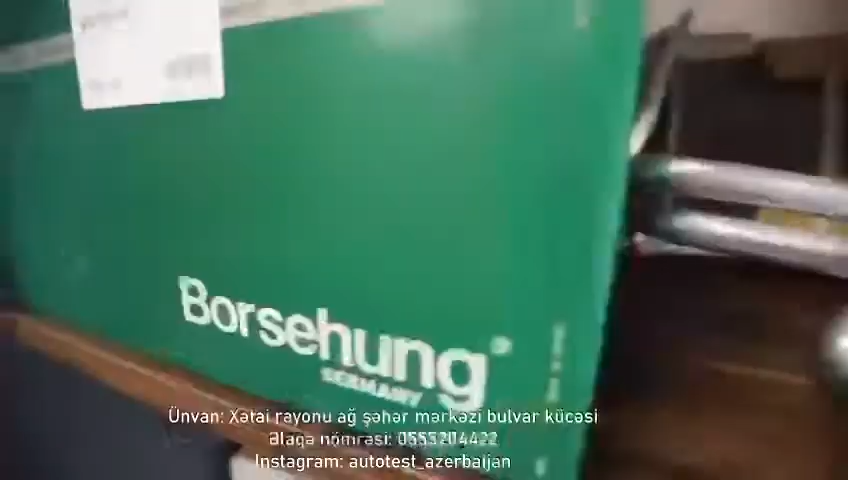 Borsehung
GERMANY
Ünvan: Xətai rayonu ağ şəhər mərkəzi bulvar küçəsi
Əlaqə nömrəsi: 0555204422
Instagram: autotest_azerbaijan